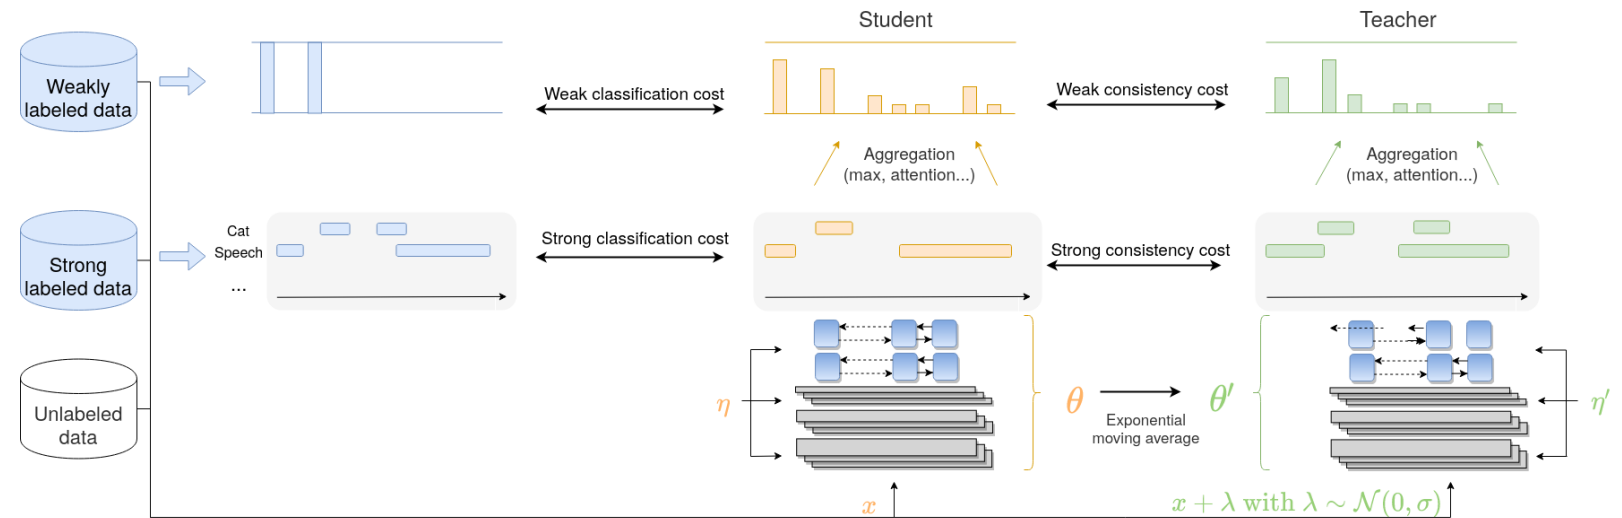 Student
Teacher
Weakly
labeled data
Weak classification cost
Weak consistency cost
Aggregation
(max, attention...)
Aggregation
(max, attention...)
Strong
labeled data
Cat
Speech
...
Strong classification cost
Strong consistency cost
Unlabeled
data
η
θ
Exponential
moving average
θ′
η′
x
x + λ with λ ∼ 𝒩(0, σ)